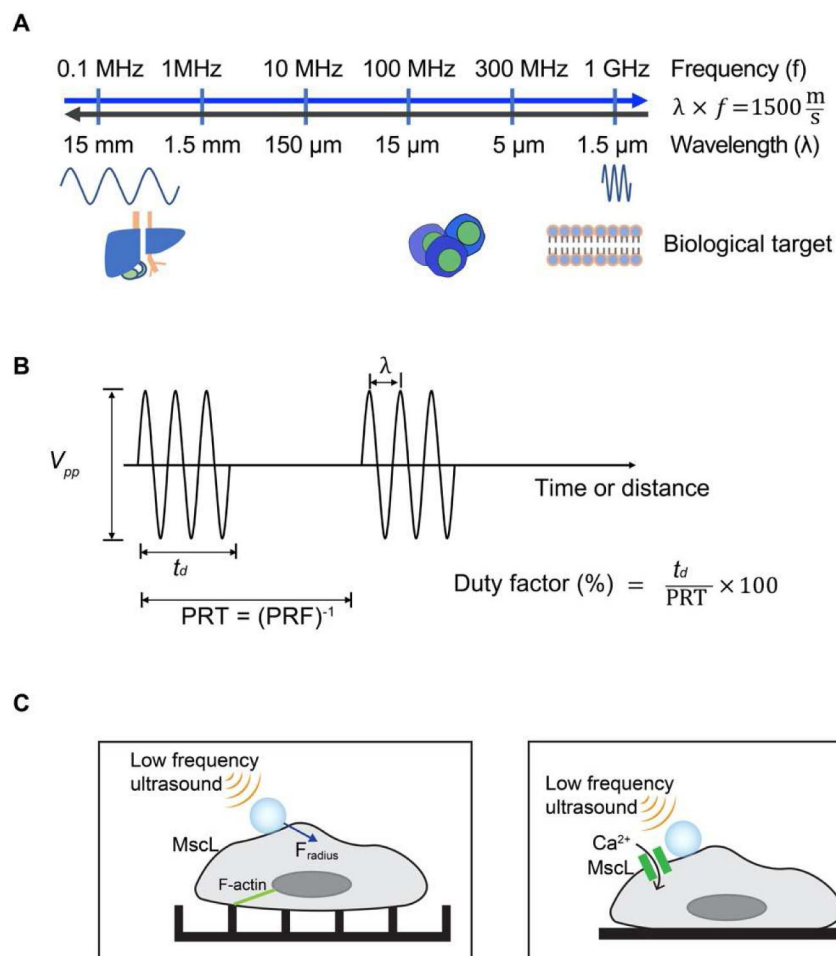 A
0.1 MHz 1MHz 10 MHz 100 MHz 300 MHz 1 GHz Frequency (f)
λ × f = 1500 m/s
15 mm 1.5 mm 150 μm 15 μm 5 μm 1.5 μm Wavelength (λ)
Biological target
B
λ
Vpp
Time or distance
td
Duty factor (%) = td/PRT × 100
PRT = (PRF)⁻¹
C
Low frequency
ultrasound
MscL
Fradius
F-actin
Low frequency
ultrasound
Ca²⁺
MscL